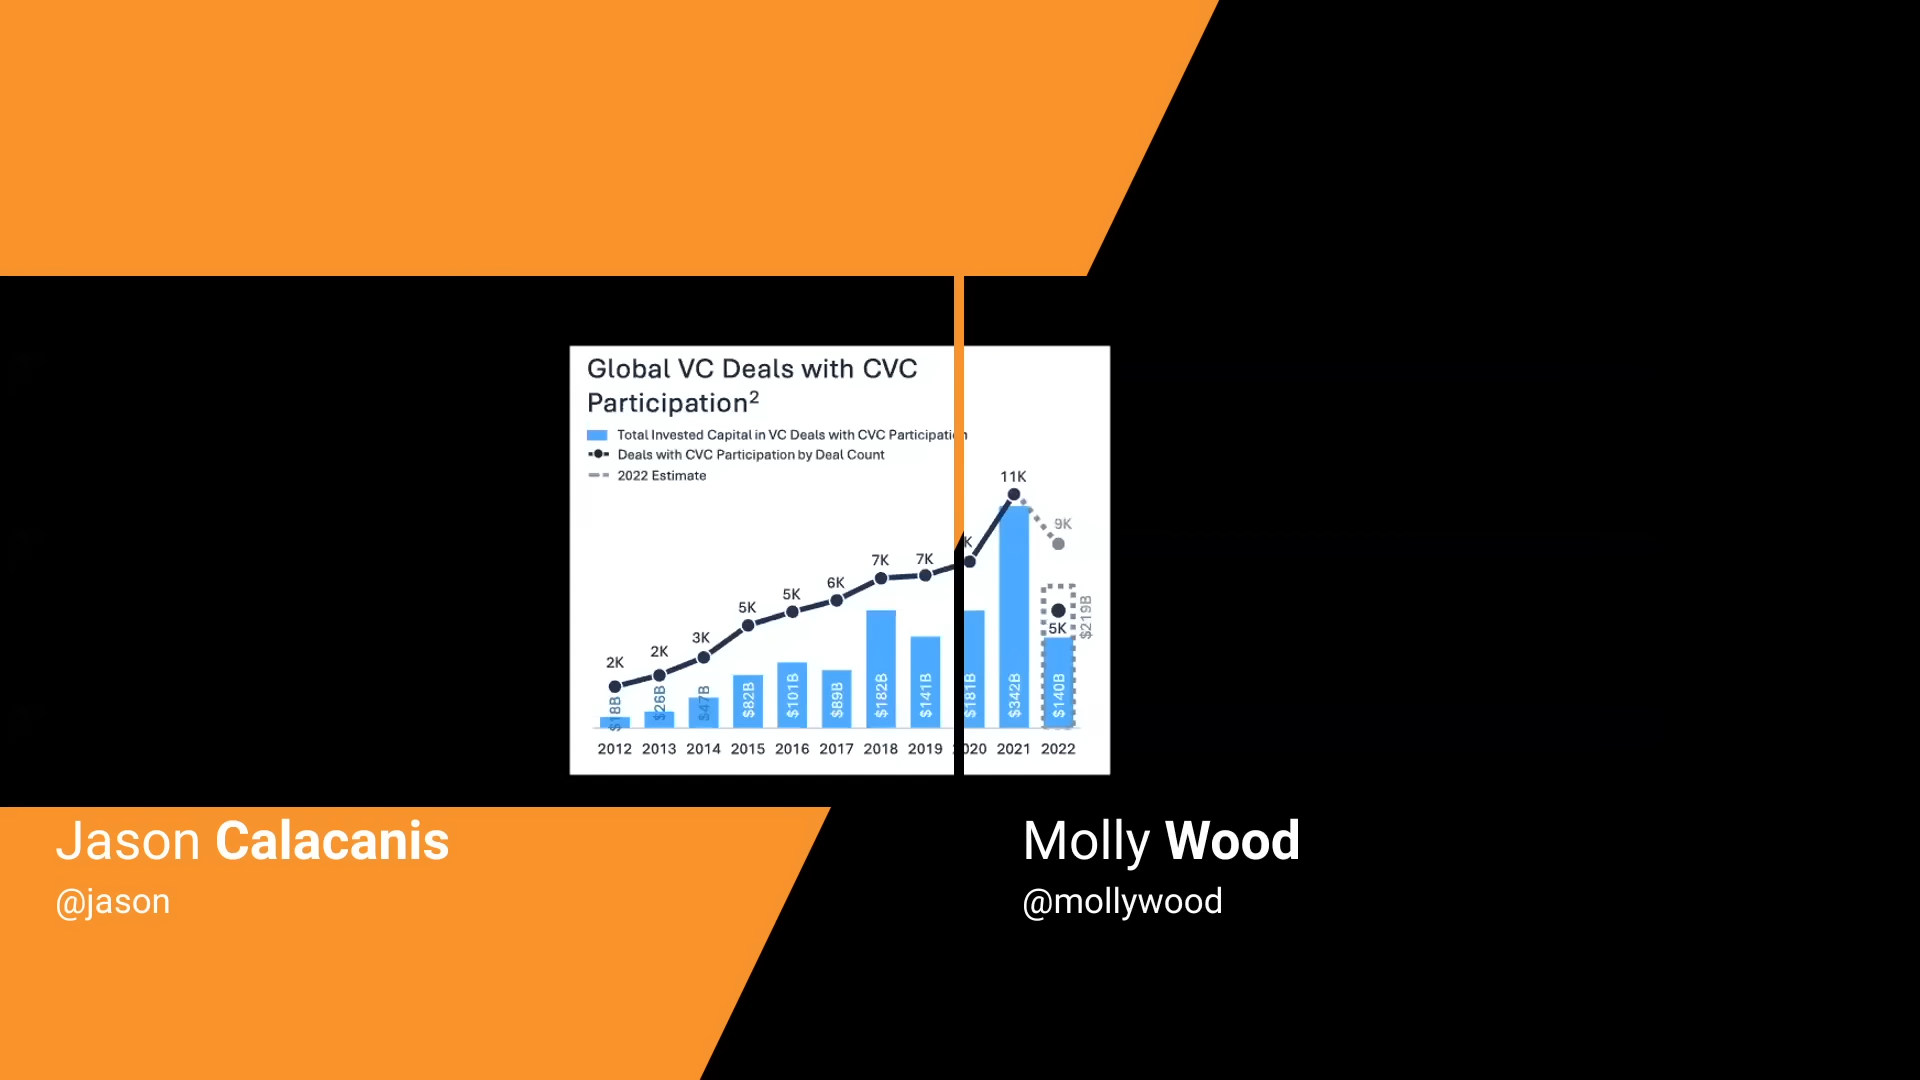 Global VC Deals with CVC
Participation²
Total Invested Capital in VC Deals with CVC Participation
Deals with CVC Participation by Deal Count
2022 Estimate
2K
2K
3K
5K
5K
6K
7K
7K
11K
9K
5K
$18B
$26B
$47B
$82B
$101B
$89B
$182B
$141B
$181B
$342B
$140B
$219B
2012 2013 2014 2015 2016 2017 2018 2019 2021 2022
Jason Calacanis
@jason
Molly Wood
@mollywood